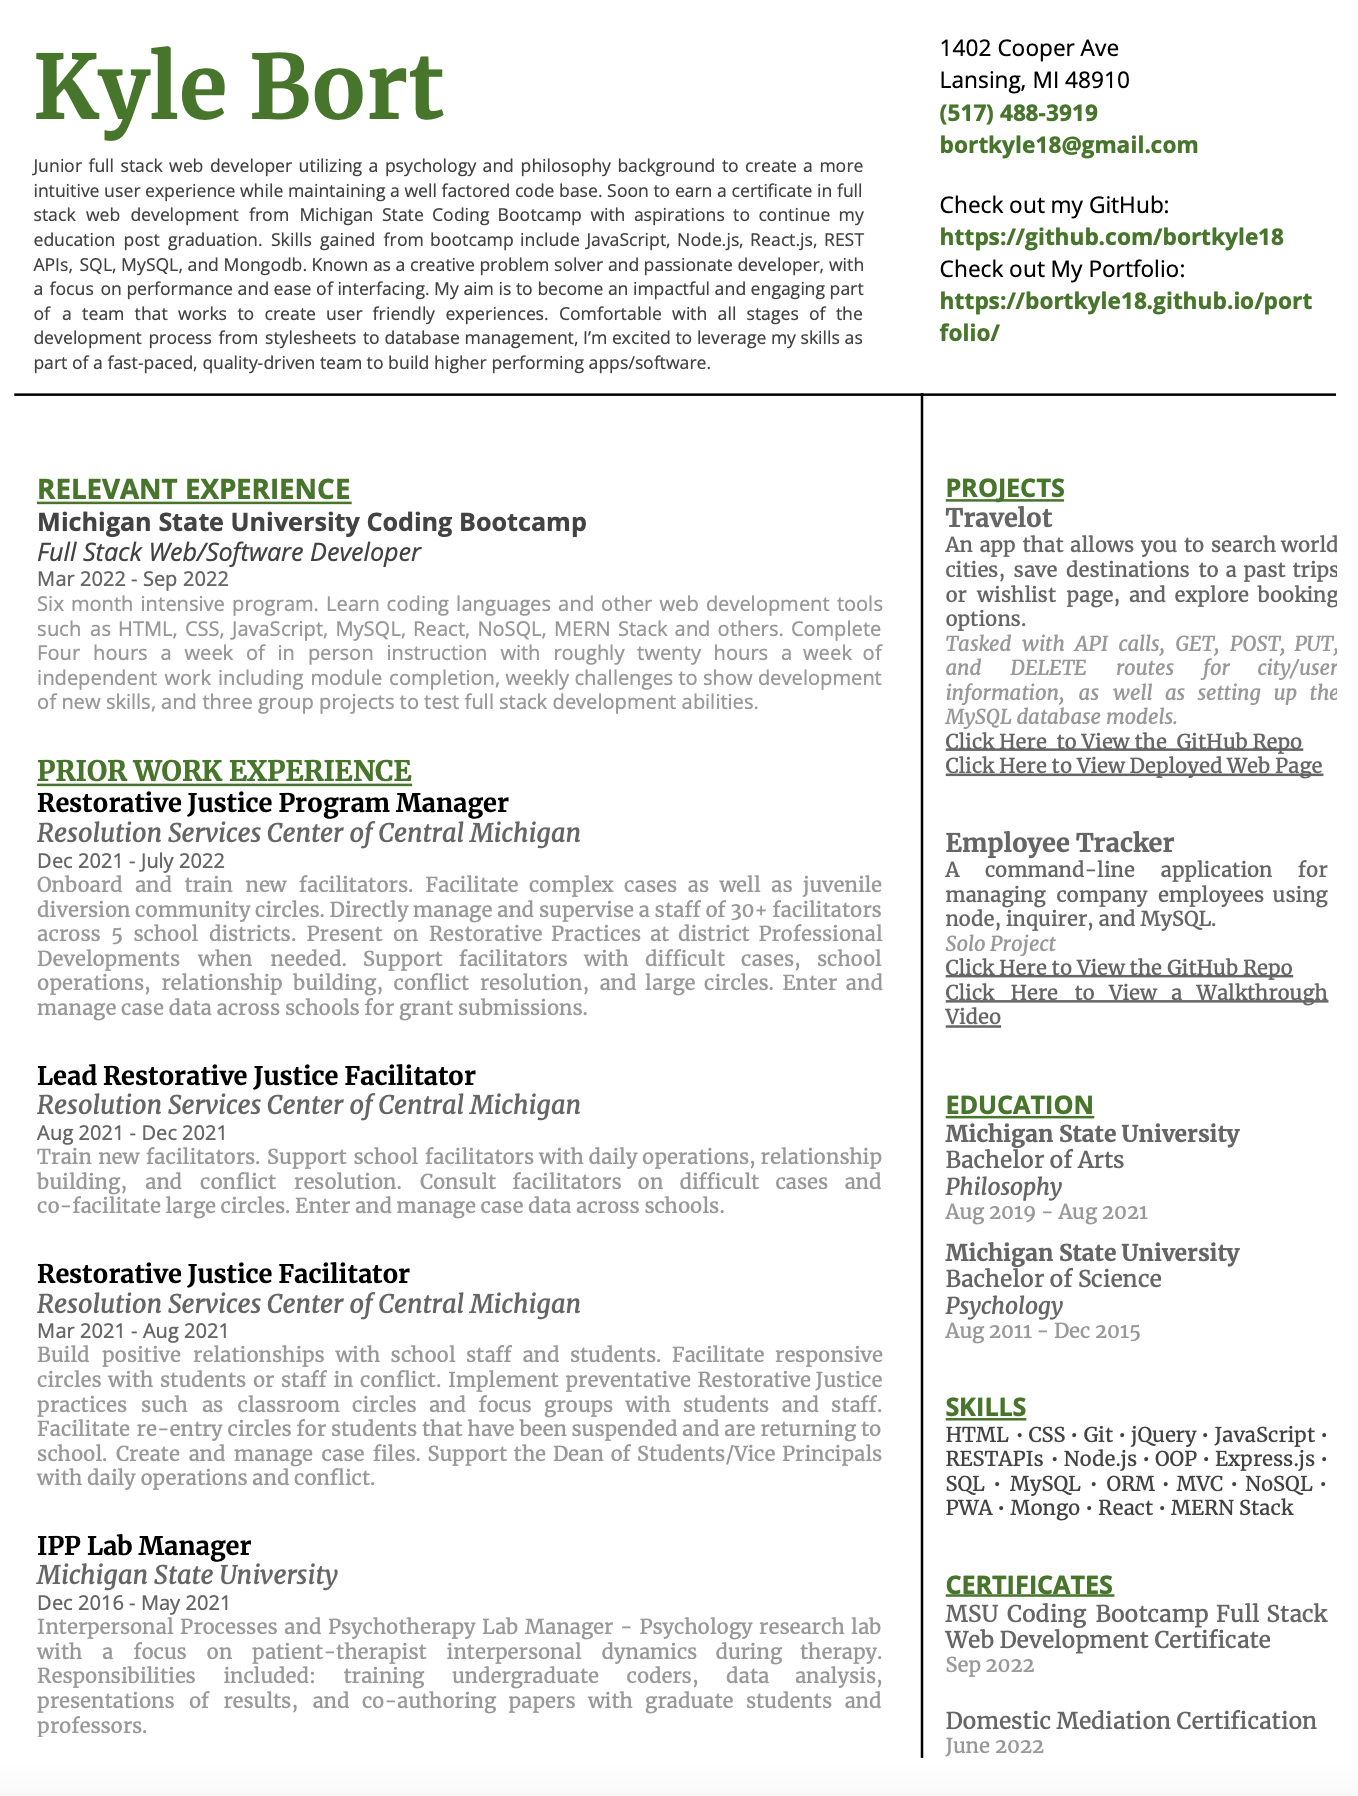 Kyle Bort
Junior full stack web developer utilizing a psychology and philosophy background to create a more
intuitive user experience while maintaining a well factored code base. Soon to earn a certificate in full
stack web development from Michigan State Coding Bootcamp with aspirations to continue my
education post graduation. Skills gained from bootcamp include JavaScript, Node.js, React.js, REST
APIs, SQL, MySQL, and Mongodb. Known as a creative problem solver and passionate developer, with
a focus on performance and ease of interfacing. My aim is to become an impactful and engaging part
of a team that works to create user friendly experiences. Comfortable with all stages of the
development process from stylesheets to database management, I’m excited to leverage my skills as
part of a fast-paced, quality-driven team to build higher performing apps/software.
1402 Cooper Ave
Lansing, MI 48910
(517) 488-3919
bortkyle18@gmail.com
Check out my GitHub:
https://github.com/bortkyle18
Check out My Portfolio:
https://bortkyle18.github.io/port
folio/
RELEVANT EXPERIENCE
Michigan State University Coding Bootcamp
Full Stack Web/Software Developer
Mar 2022 - Sep 2022
Six month intensive program. Learn coding languages and other web development tools
such as HTML, CSS, JavaScript, MySQL, React, NoSQL, MERN Stack and others. Complete
Four hours a week of in person instruction with roughly twenty hours a week of
independent work including module completion, weekly challenges to show development
of new skills, and three group projects to test full stack development abilities.
PRIOR WORK EXPERIENCE
Restorative Justice Program Manager
Resolution Services Center of Central Michigan
Dec 2021 - July 2022
Onboard and train new facilitators. Facilitate complex cases as well as juvenile
diversion community circles. Directly manage and supervise a staff of 30+ facilitators
across 5 school districts. Present on Restorative Practices at district Professional
Developments when needed. Support facilitators with difficult cases, school
operations, relationship building, conflict resolution, and large circles. Enter and
manage case data across schools for grant submissions.
Lead Restorative Justice Facilitator
Resolution Services Center of Central Michigan
Aug 2021 - Dec 2021
Train new facilitators. Support school facilitators with daily operations, relationship
building, and conflict resolution. Consult facilitators on difficult cases and
co-facilitate large circles. Enter and manage case data across schools.
Restorative Justice Facilitator
Resolution Services Center of Central Michigan
Mar 2021 - Aug 2021
Build positive relationships with school staff and students. Facilitate responsive
circles with students or staff in conflict. Implement preventative Restorative Justice
practices such as classroom circles and focus groups with students and staff.
Facilitate re-entry circles for students that have been suspended and are returning to
school. Create and manage case files. Support the Dean of Students/Vice Principals
with daily operations and conflict.
IPP Lab Manager
Michigan State University
Dec 2016 - May 2021
Interpersonal Processes and Psychotherapy Lab Manager - Psychology research lab
with a focus on patient-therapist interpersonal dynamics during therapy.
Responsibilities included: training undergraduate coders, data analysis,
presentations of results, and co-authoring papers with graduate students and
professors.
PROJECTS
Travelot
An app that allows you to search world
cities, save destinations to a past trips
or wishlist page, and explore booking
options.
Tasked with API calls, GET, POST, PUT,
and DELETE routes for city/user
information, as well as setting up the
MySQL database models.
Click Here to View the GitHub Repo
Click Here to View Deployed Web Page
Employee Tracker
A command-line application for
managing company employees using
node, inquirer, and MySQL.
Solo Project
Click Here to View the GitHub Repo
Click Here to View a Walkthrough
Video
EDUCATION
Michigan State University
Bachelor of Arts
Philosophy
Aug 2019 - Aug 2021
Michigan State University
Bachelor of Science
Psychology
Aug 2011 - Dec 2015
SKILLS
HTML · CSS · Git · jQuery · JavaScript ·
RESTAPIs · Node.js · OOP · Express.js ·
SQL · MySQL · ORM · MVC · NoSQL ·
PWA · Mongo · React · MERN Stack
CERTIFICATES
MSU Coding Bootcamp Full Stack
Web Development Certificate
Sep 2022
Domestic Mediation Certification
June 2022